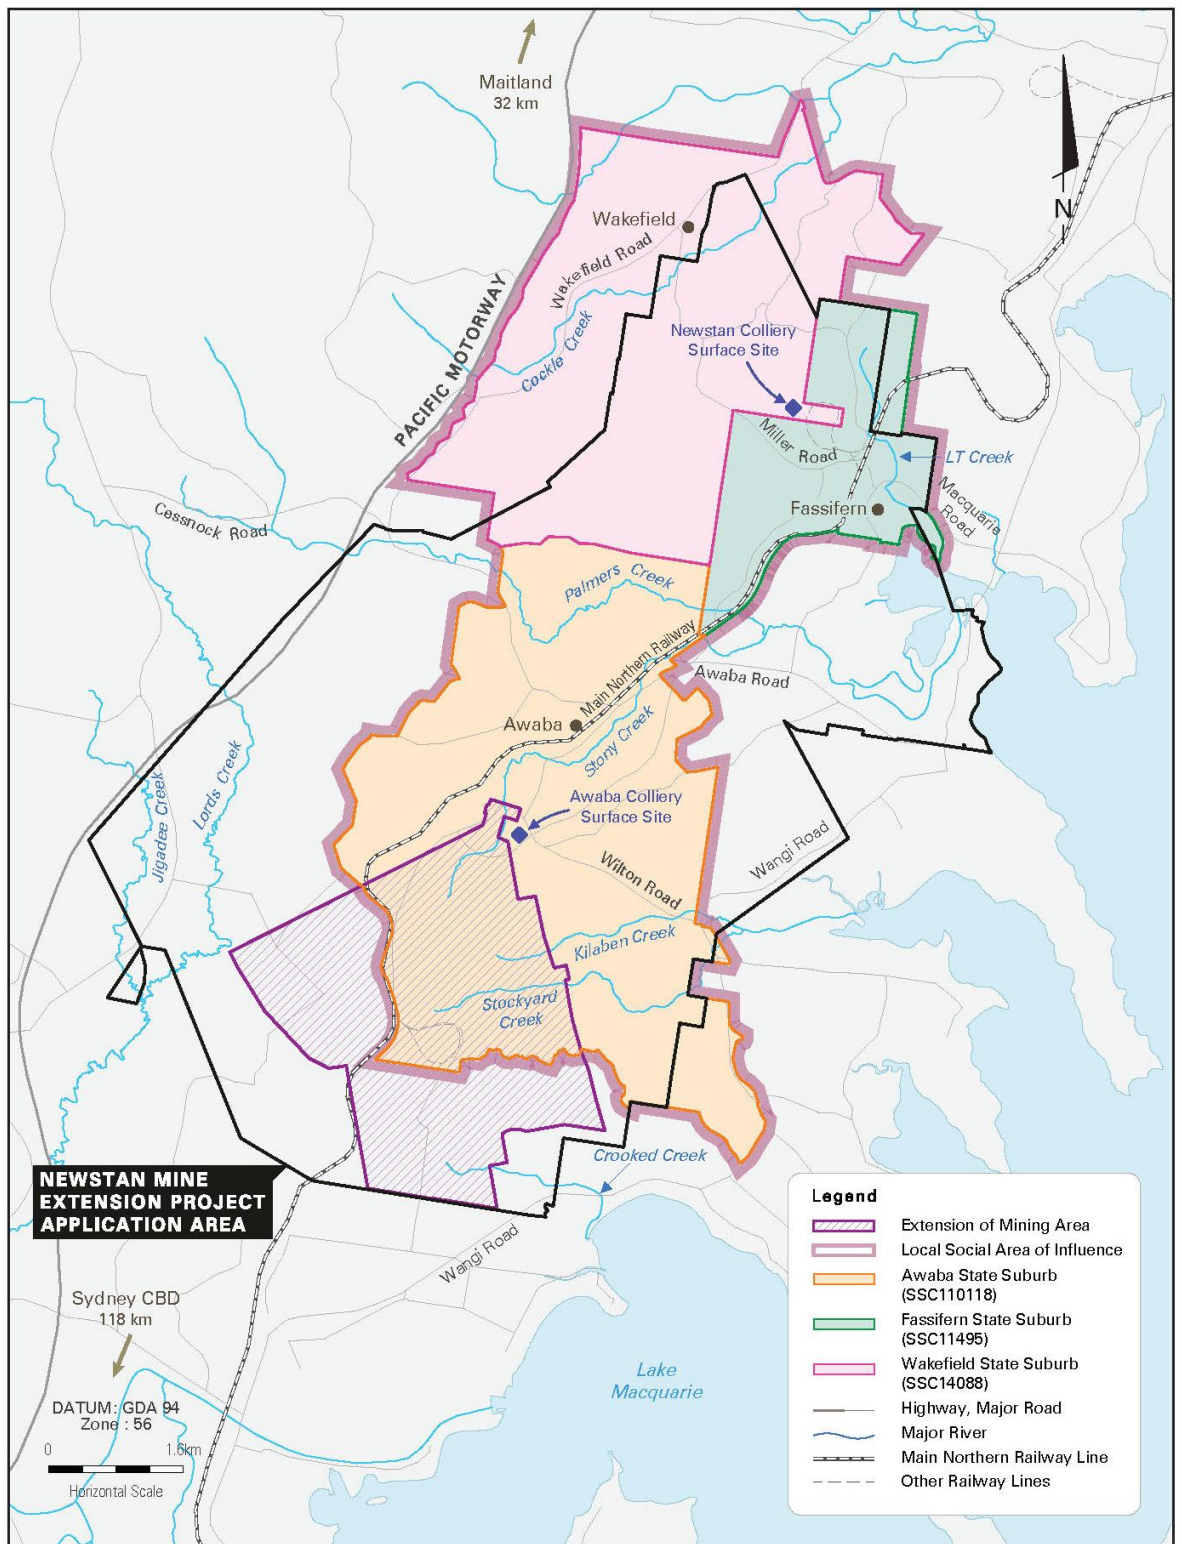 Maitland
32 km
N
Wakefield
Wakefield Road
PACIFIC MOTORWAY
Cockle Creek
Newstan Colliery
Surface Site
Miller Road
LT Creek
Macquarie
Road
Fassifern
Cessnock Road
Palmers Creek
Main Northern Railway
Awaba Road
Awaba
Stony Creek
Jigadee Creek
Lords Creek
Awaba Colliery
Surface Site
Wangi Road
Wilton Road
Kilaben Creek
Stockyard
Creek
Crooked Creek
NEWSTAN MINE
EXTENSION PROJECT
APPLICATION AREA
Wangi Road
Sydney CBD
118 km
Lake
Macquarie
DATUM: GDA 94
Zone : 56
0 1.6km
Horizontal Scale
Legend
Extension of Mining Area
Local Social Area of Influence
Awaba State Suburb
(SSC110118)
Fassifern State Suburb
(SSC11495)
Wakefield State Suburb
(SSC14088)
Highway, Major Road
Major River
Main Northern Railway Line
Other Railway Lines